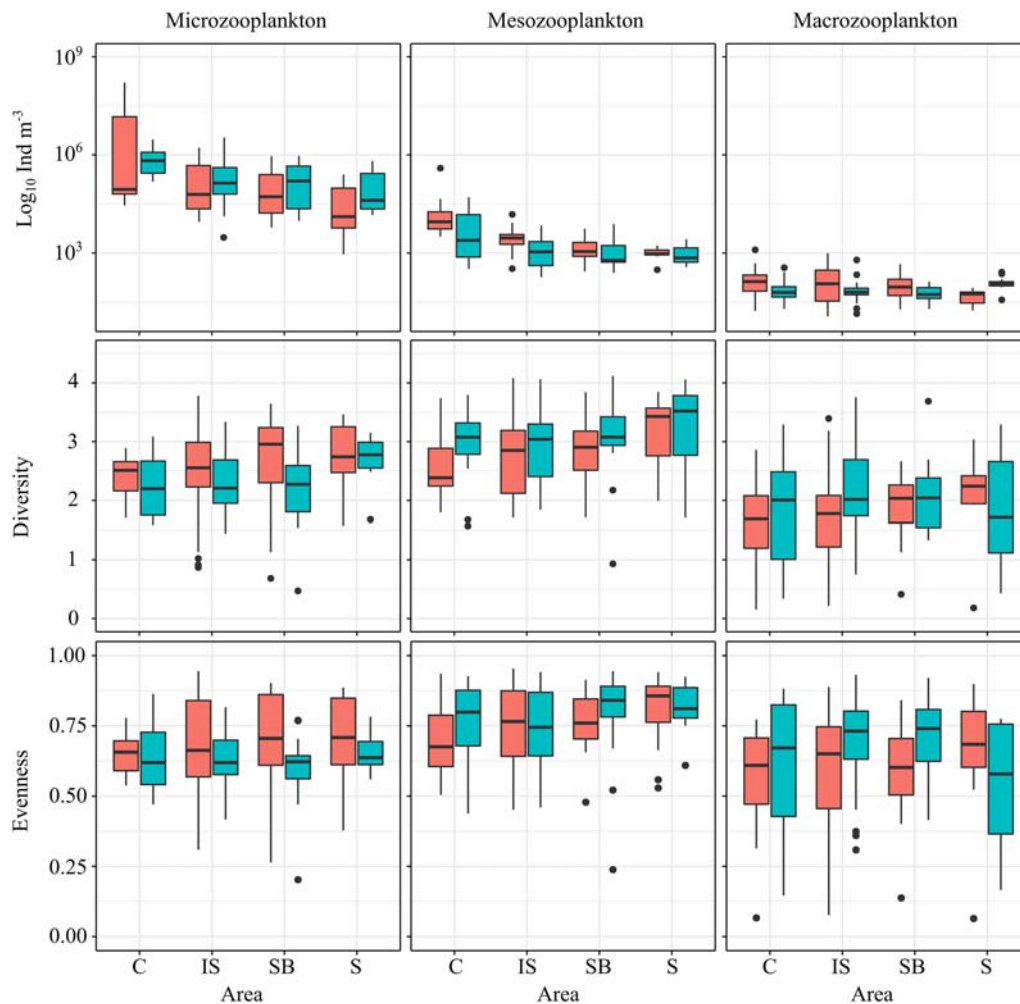 Microzooplankton Mesozooplankton Macrozooplankton
Log₁₀ Ind m⁻³
10⁹
10⁶
10³
Diversity
4
3
2
1
0
Evenness
1.00
0.75
0.50
0.25
0.00
C IS SB S C IS SB S C IS SB S
Area Area Area